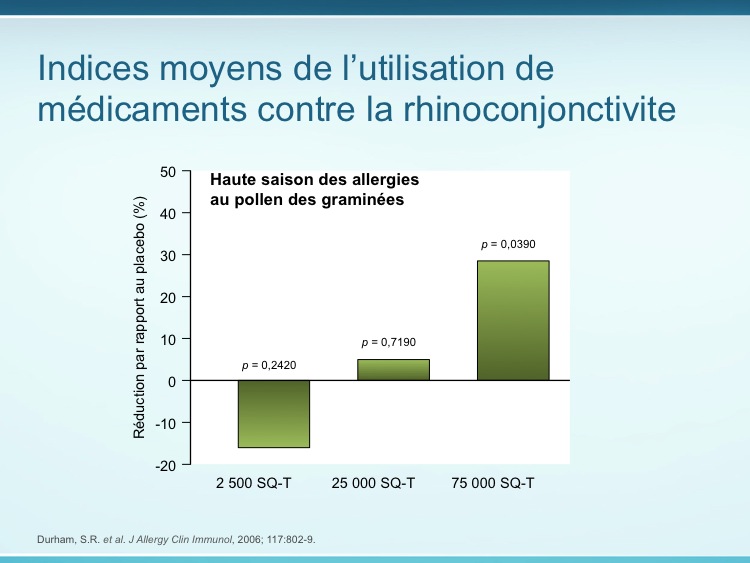 Indices moyens de l’utilisation de
médicaments contre la rhinoconjonctivite
Haute saison des allergies
au pollen des graminées
Réduction par rapport au placebo (%)
50
40
30
20
10
0
-10
-20
p = 0,2420
p = 0,7190
p = 0,0390
2 500 SQ-T
25 000 SQ-T
75 000 SQ-T
Durham, S.R. et al. J Allergy Clin Immunol, 2006; 117:802-9.